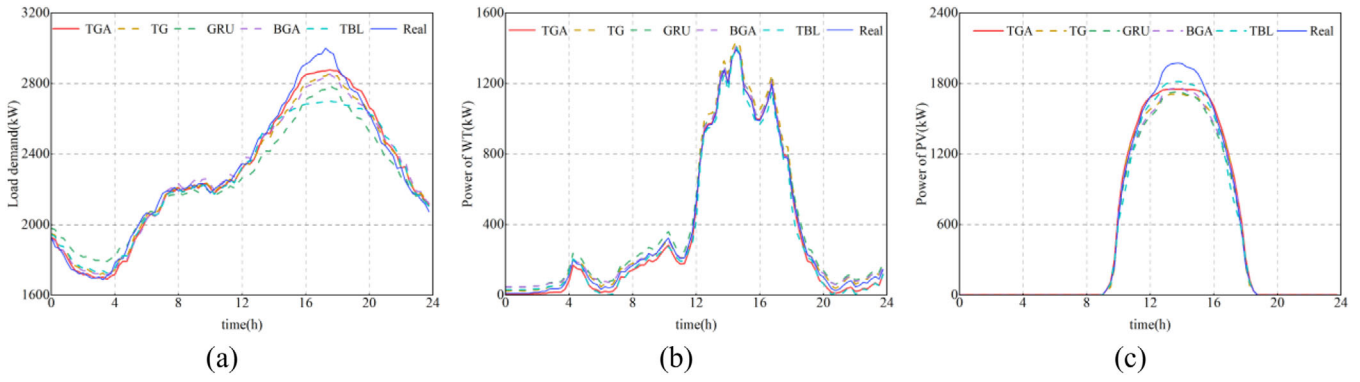 3600
TGA TG GRU BGA TBL Real
3200
2800
2400
2000
1600
0 4 8 12 16 20 24
Load demand(kW)
time(h)
(a)
1600
TGA TG GRU BGA TBL Real
1200
800
400
0
0 4 8 12 16 20 24
Power of WT(kW)
time(h)
(b)
2400
TGA TG GRU BGA TBL Real
1800
1200
600
0
0 4 8 12 16 20 24
Power of PV(kW)
time(h)
(c)